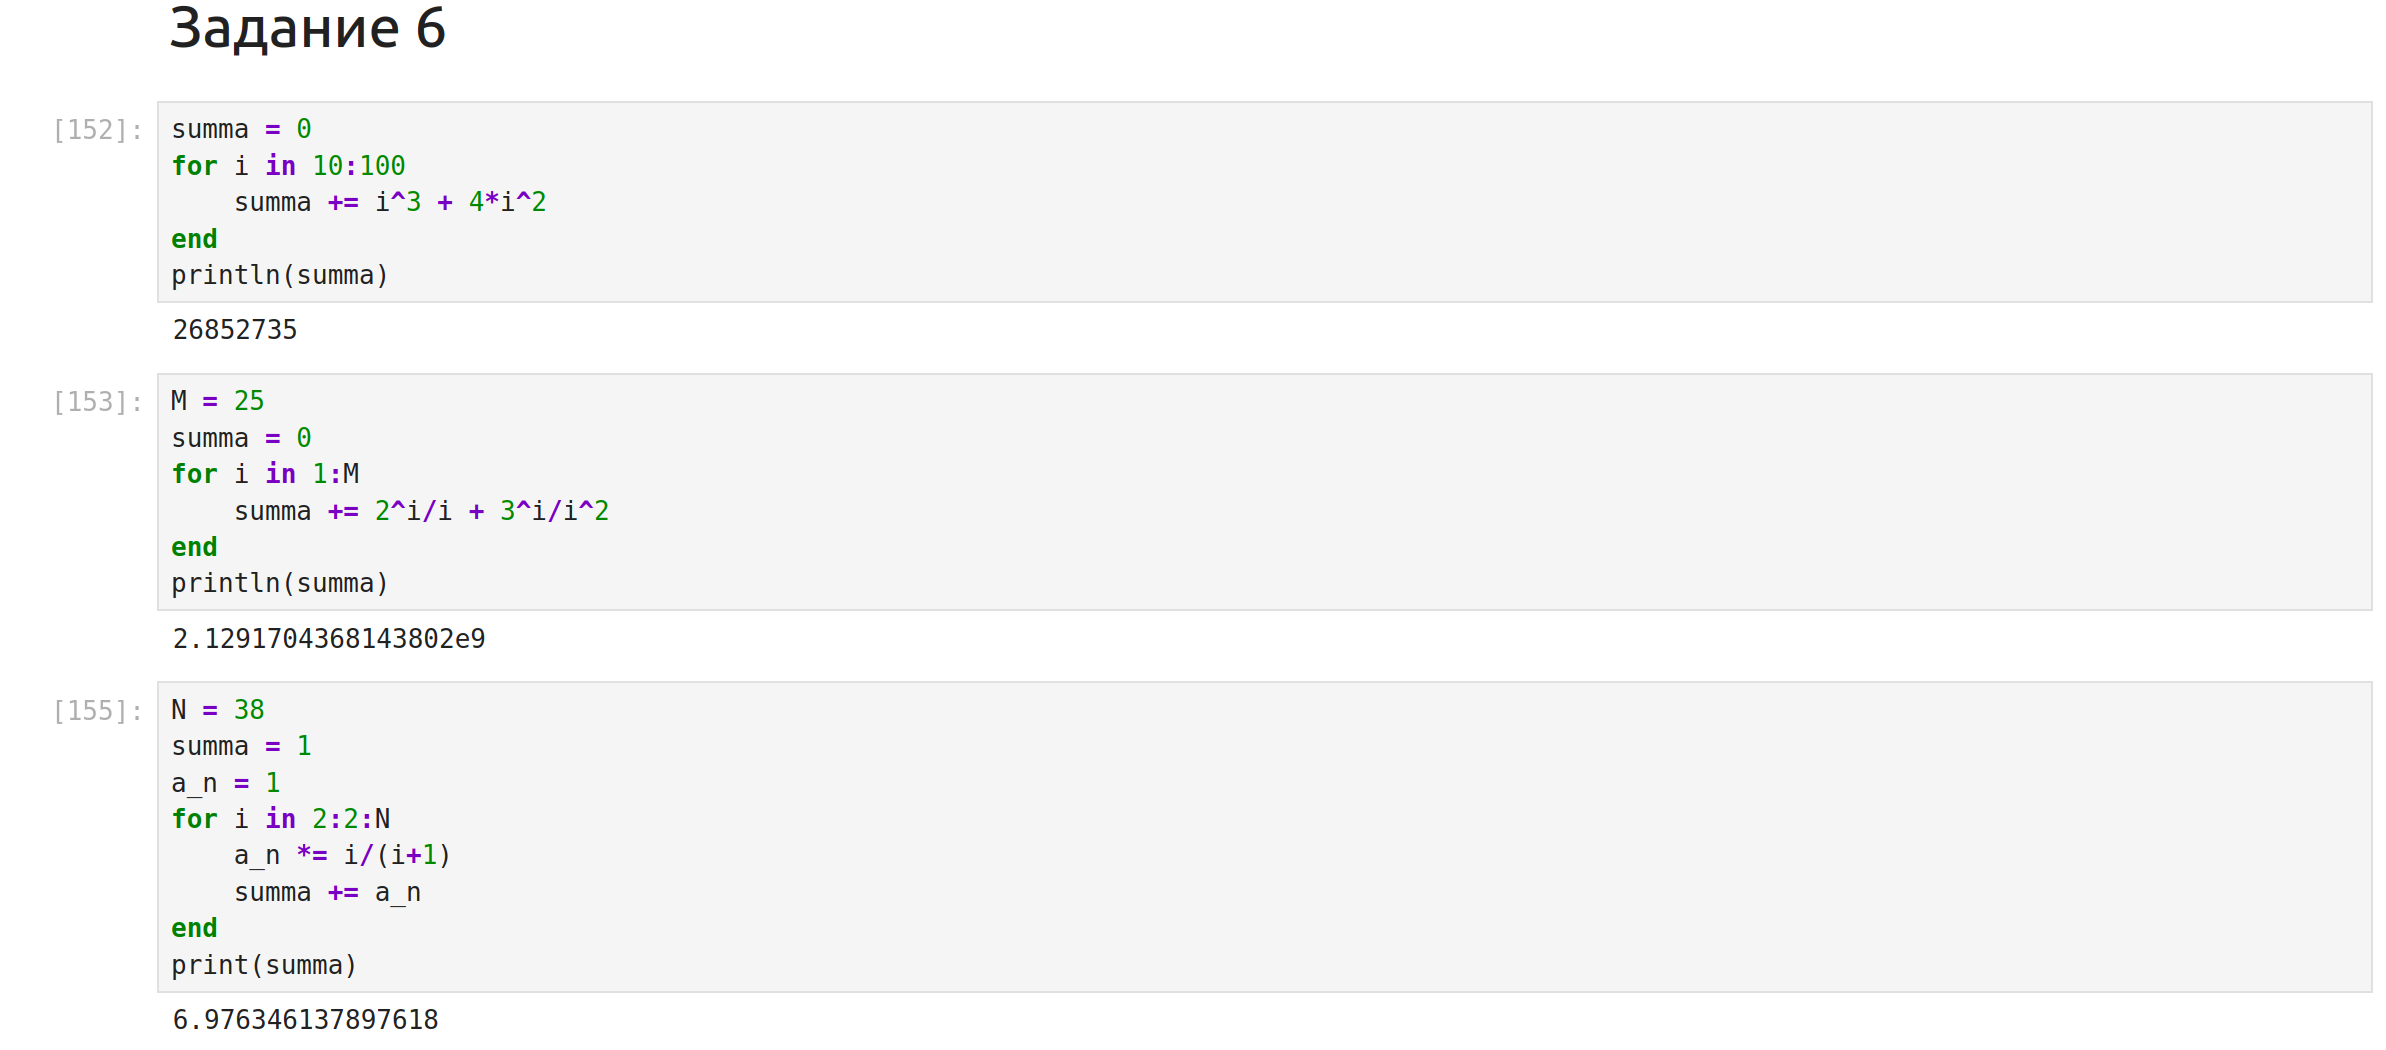 Задание 6
[152]:
summa = 0
for i in 10:100
    summa += i^3 + 4*i^2
end
println(summa)
26852735
[153]:
M = 25
summa = 0
for i in 1:M
    summa += 2^i/i + 3^i/i^2
end
println(summa)
2.1291704368143802e9
[155]:
N = 38
summa = 1
a_n = 1
for i in 2:2:N
    a_n *= i/(i+1)
    summa += a_n
end
print(summa)
6.976346137897618